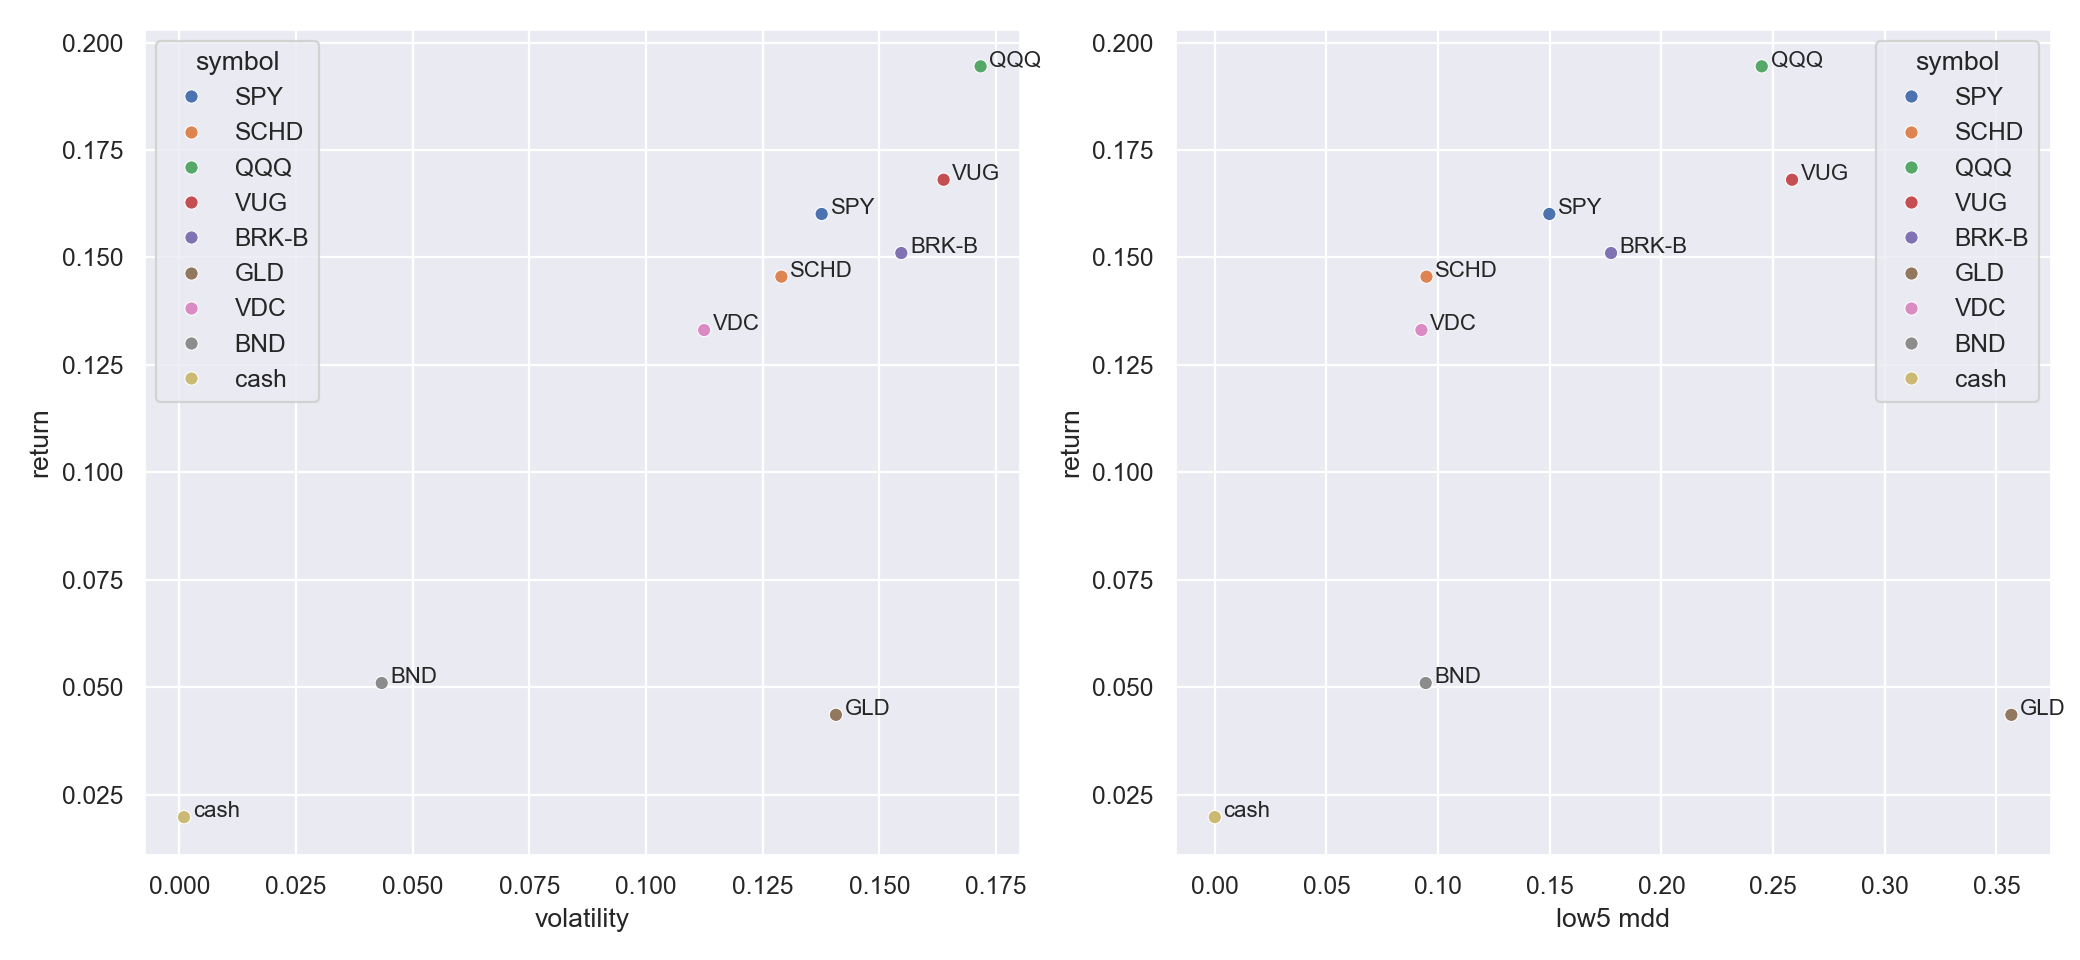 symbol
SPY
SCHD
QQQ
VUG
BRK-B
GLD
VDC
BND
cash
QQQ
VUG
SPY
BRK-B
SCHD
VDC
BND
GLD
cash
0.200
0.175
0.150
0.125
0.100
0.075
0.050
0.025
return
0.000 0.025 0.050 0.075 0.100 0.125 0.150 0.175
volatility
symbol
SPY
SCHD
QQQ
VUG
BRK-B
GLD
VDC
BND
cash
QQQ
VUG
SPY
BRK-B
SCHD
VDC
BND
GLD
cash
0.200
0.175
0.150
0.125
0.100
0.075
0.050
0.025
return
0.00 0.05 0.10 0.15 0.20 0.25 0.30 0.35
low5 mdd